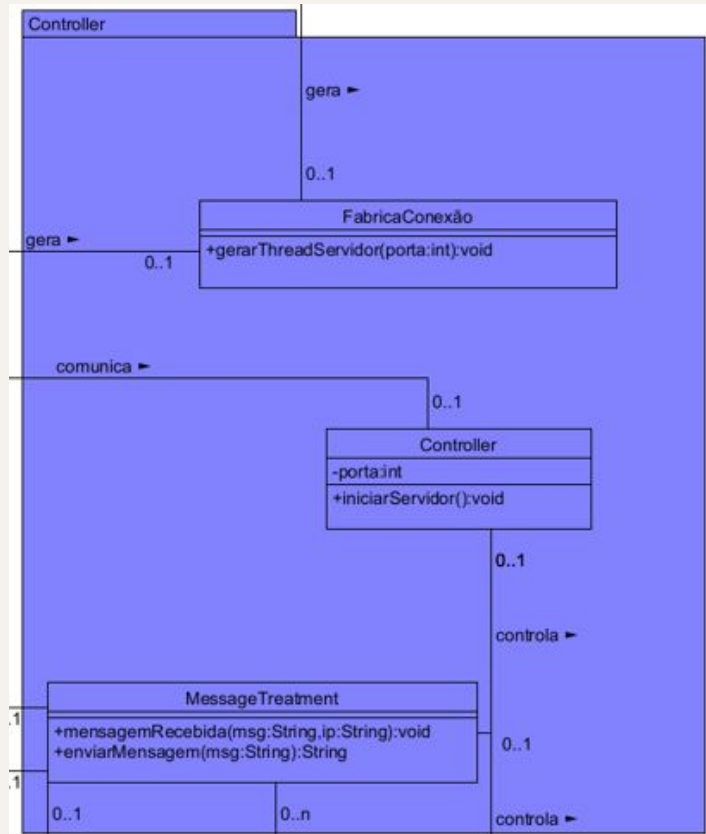 Controller
gera ►
0..1
FabricaConexão
gera ►
+gerarThreadServidor(porta:int):void
0..1
comunica ►
0..1
Controller
-porta:int
+iniciarServidor():void
0..1
controla ►
MessageTreatment
.1
+mensagemRecebida(msg:String,ip:String):void
0..1
+enviarMensagem(msg:String):String
.1
0..1
0..n
controla ►